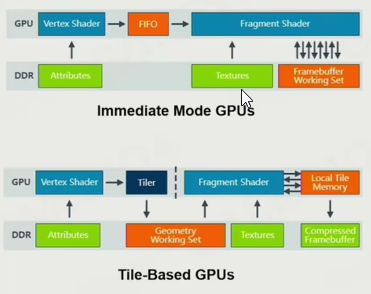 GPU Vertex Shader FIFO Fragment Shader
DDR Attributes Textures Framebuffer
Working Set
Immediate Mode GPUs
GPU Vertex Shader Tiler Fragment Shader Local Tile
Memory
DDR Attributes Geometry
Working Set Textures Compressed
Framebuffer
Tile-Based GPUs